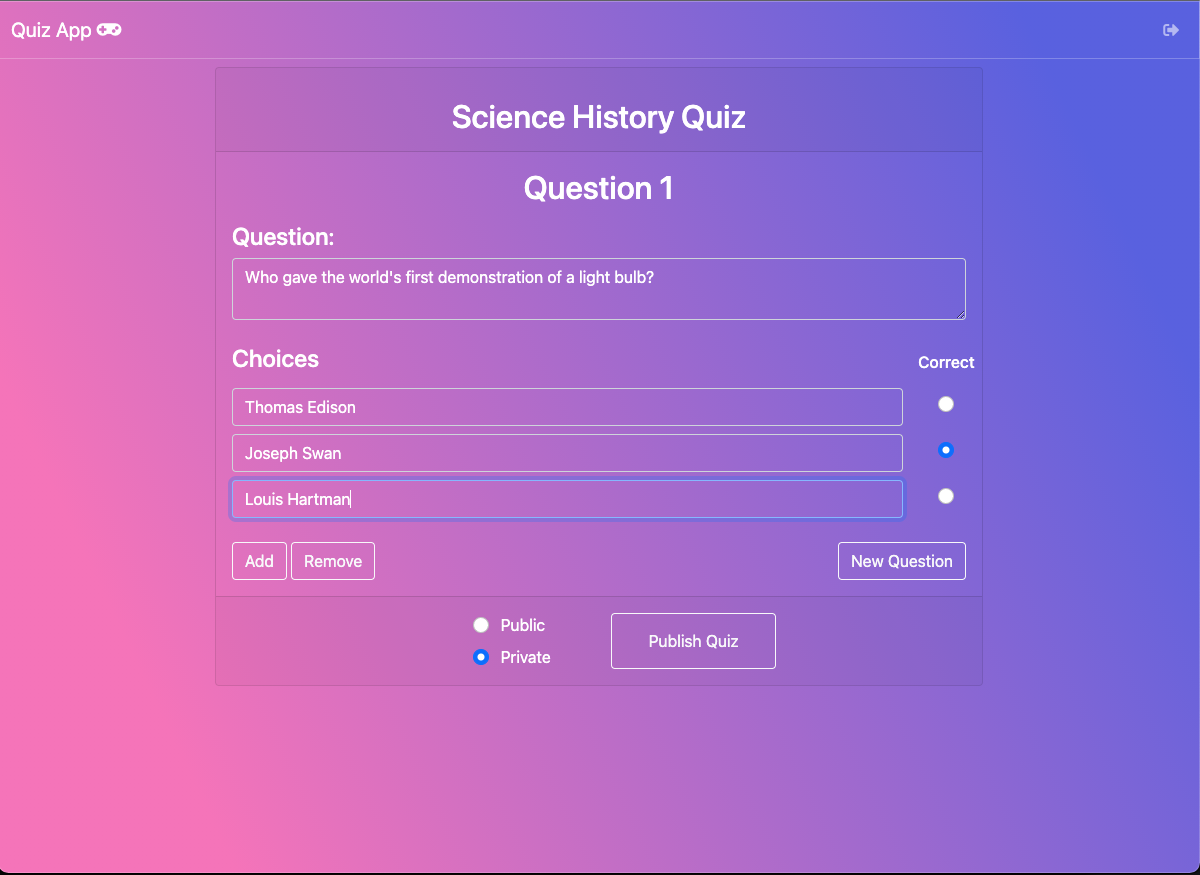 Quiz App
Science History Quiz
Question 1
Question:
Who gave the world's first demonstration of a light bulb?
Choices
Correct
Thomas Edison
Joseph Swan
Louis Hartman
Add
Remove
New Question
Public
Private
Publish Quiz